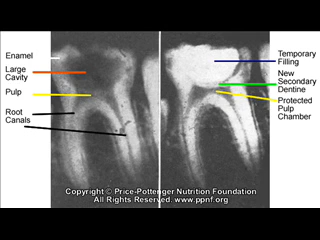 Enamel
Large
Cavity
Pulp
Root
Canals
Temporary
Filling
New
Secondary
Dentine
Protected
Pulp
Chamber
Copyright © Price-Pottenger Nutrition Foundation
All Rights Reserved. www.ppnf.org